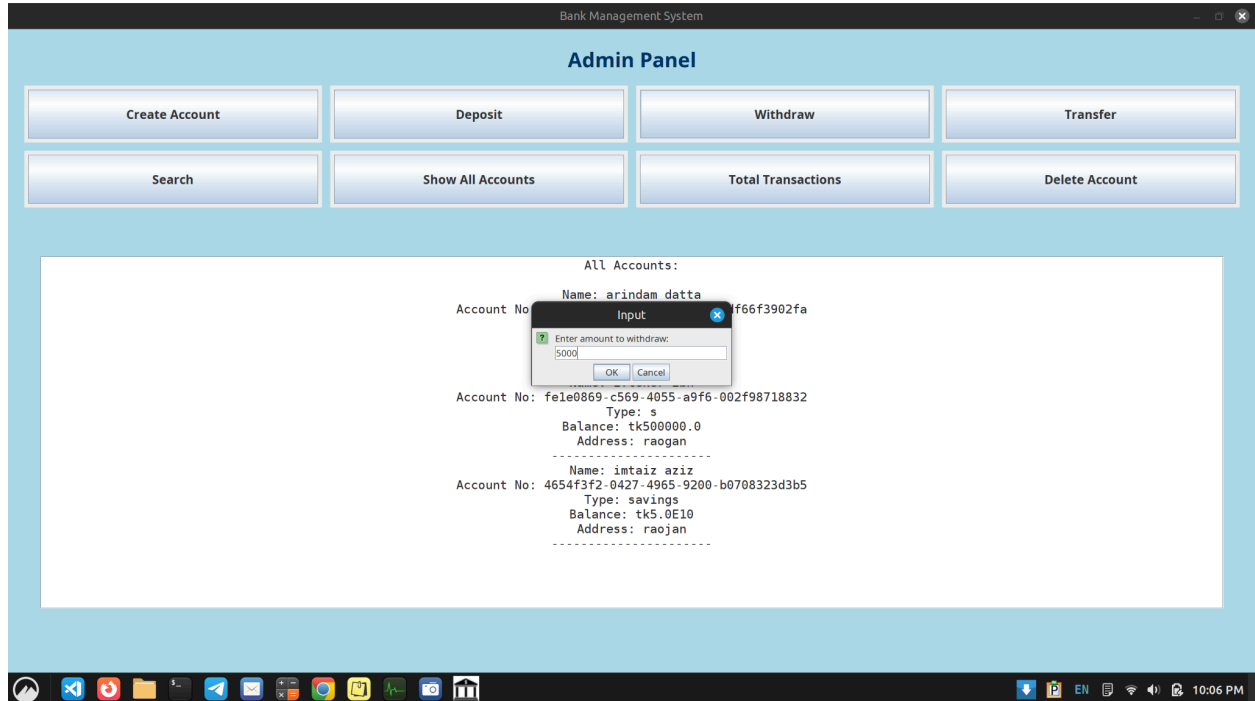 Bank Management System
Admin Panel
Create Account
Deposit
Withdraw
Transfer
Search
Show All Accounts
Total Transactions
Delete Account
All Accounts:
Name: arindam datta
Account No
f66f3902fa
Input
Enter amount to withdraw:
5000
OK
Cancel
Account No: fe1e0869-c569-4055-a9f6-002f98718832
Type: s
Balance: tk500000.0
Address: raogan
-----------------------
Name: imtaiz aziz
Account No: 4654f3f2-0427-4965-9200-b0708323d3b5
Type: savings
Balance: tk5.0E10
Address: raojan
-----------------------
EN
10:06 PM